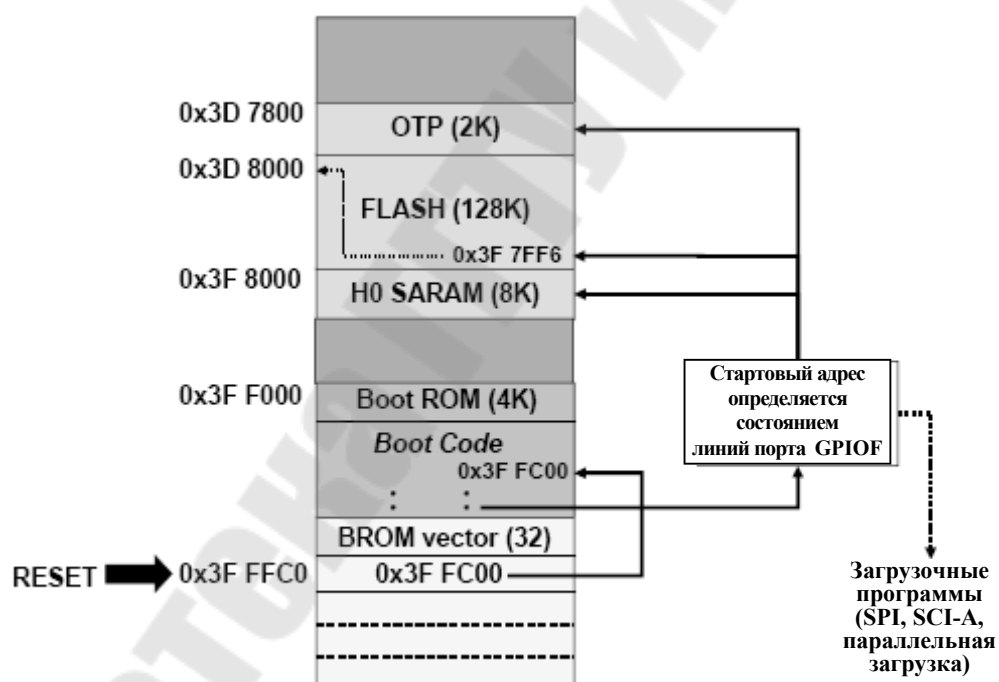 0x3D 7800
OTP (2K)
0x3D 8000
FLASH (128K)
0x3F 7FF6
0x3F 8000
H0 SARAM (8K)
Стартовый адрес
определяется
состоянием
линий порта GPIOF
0x3F F000
Boot ROM (4K)
Boot Code
0x3F FC00
BROM vector (32)
RESET
0x3F FFC0
0x3F FC00
Загрузочные
программы
(SPI, SCI-A,
параллельная
загрузка)